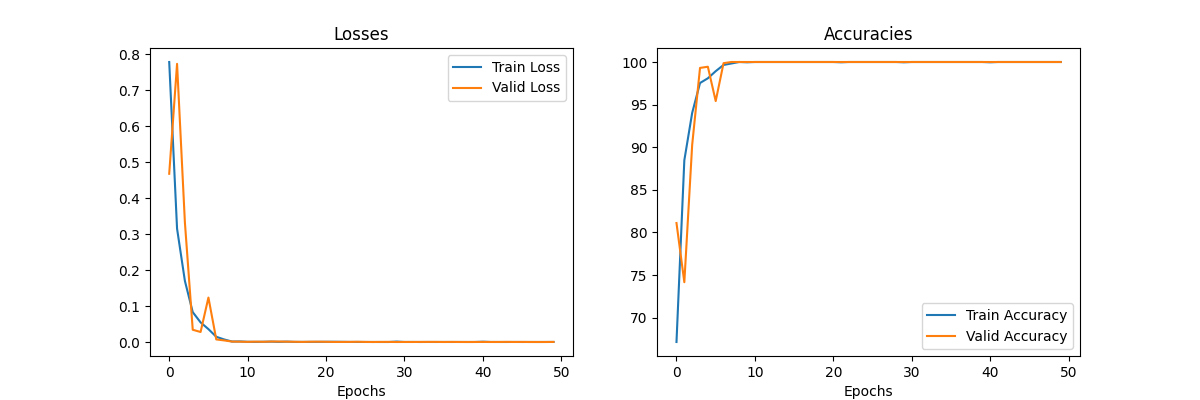 Losses
0.8
0.7
0.6
0.5
0.4
0.3
0.2
0.1
0.0
0 10 20 30 40 50
Epochs
Train Loss
Valid Loss
Accuracies
100
95
90
85
80
75
70
0 10 20 30 40 50
Epochs
Train Accuracy
Valid Accuracy